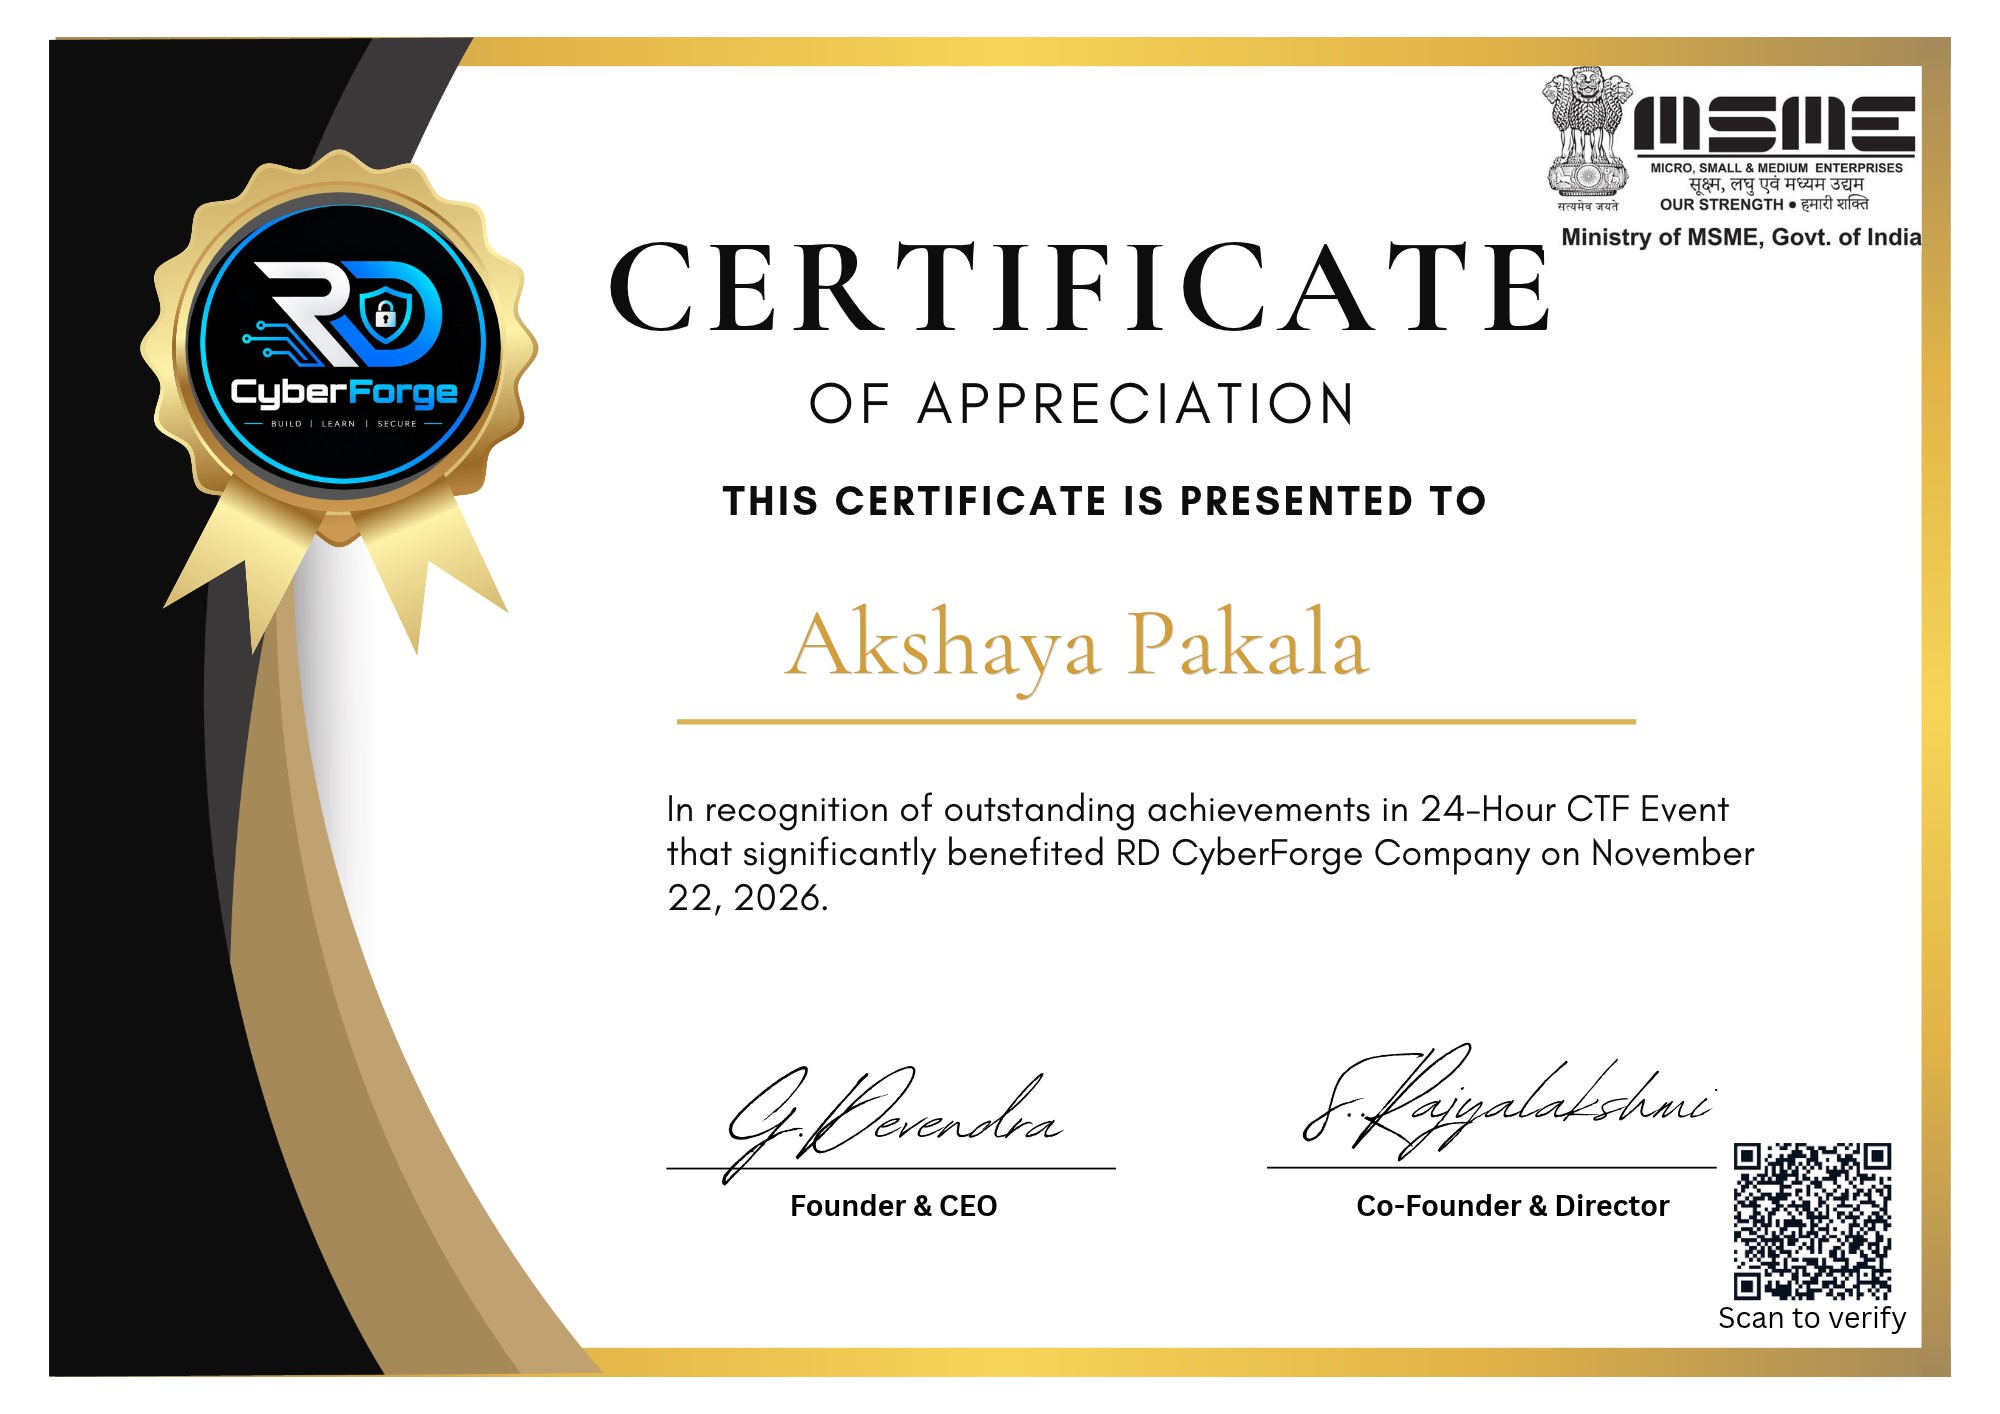 MSME
MICRO, SMALL & MEDIUM ENTERPRISES
सूक्ष्म, लघु एवं मध्यम उद्यम
सत्यमेव जयते
OUR STRENGTH • हमारी शक्ति
Ministry of MSME, Govt. of India
RD
CyberForge
BUILD | LEARN | SECURE
CERTIFICATE
OF APPRECIATION
THIS CERTIFICATE IS PRESENTED TO
Akshaya Pakala
In recognition of outstanding achievements in 24-Hour CTF Event
that significantly benefited RD CyberForge Company on November
22, 2026.
G.Devendra
S..Rajyalakshmi
Founder & CEO
Co-Founder & Director
Scan to verify